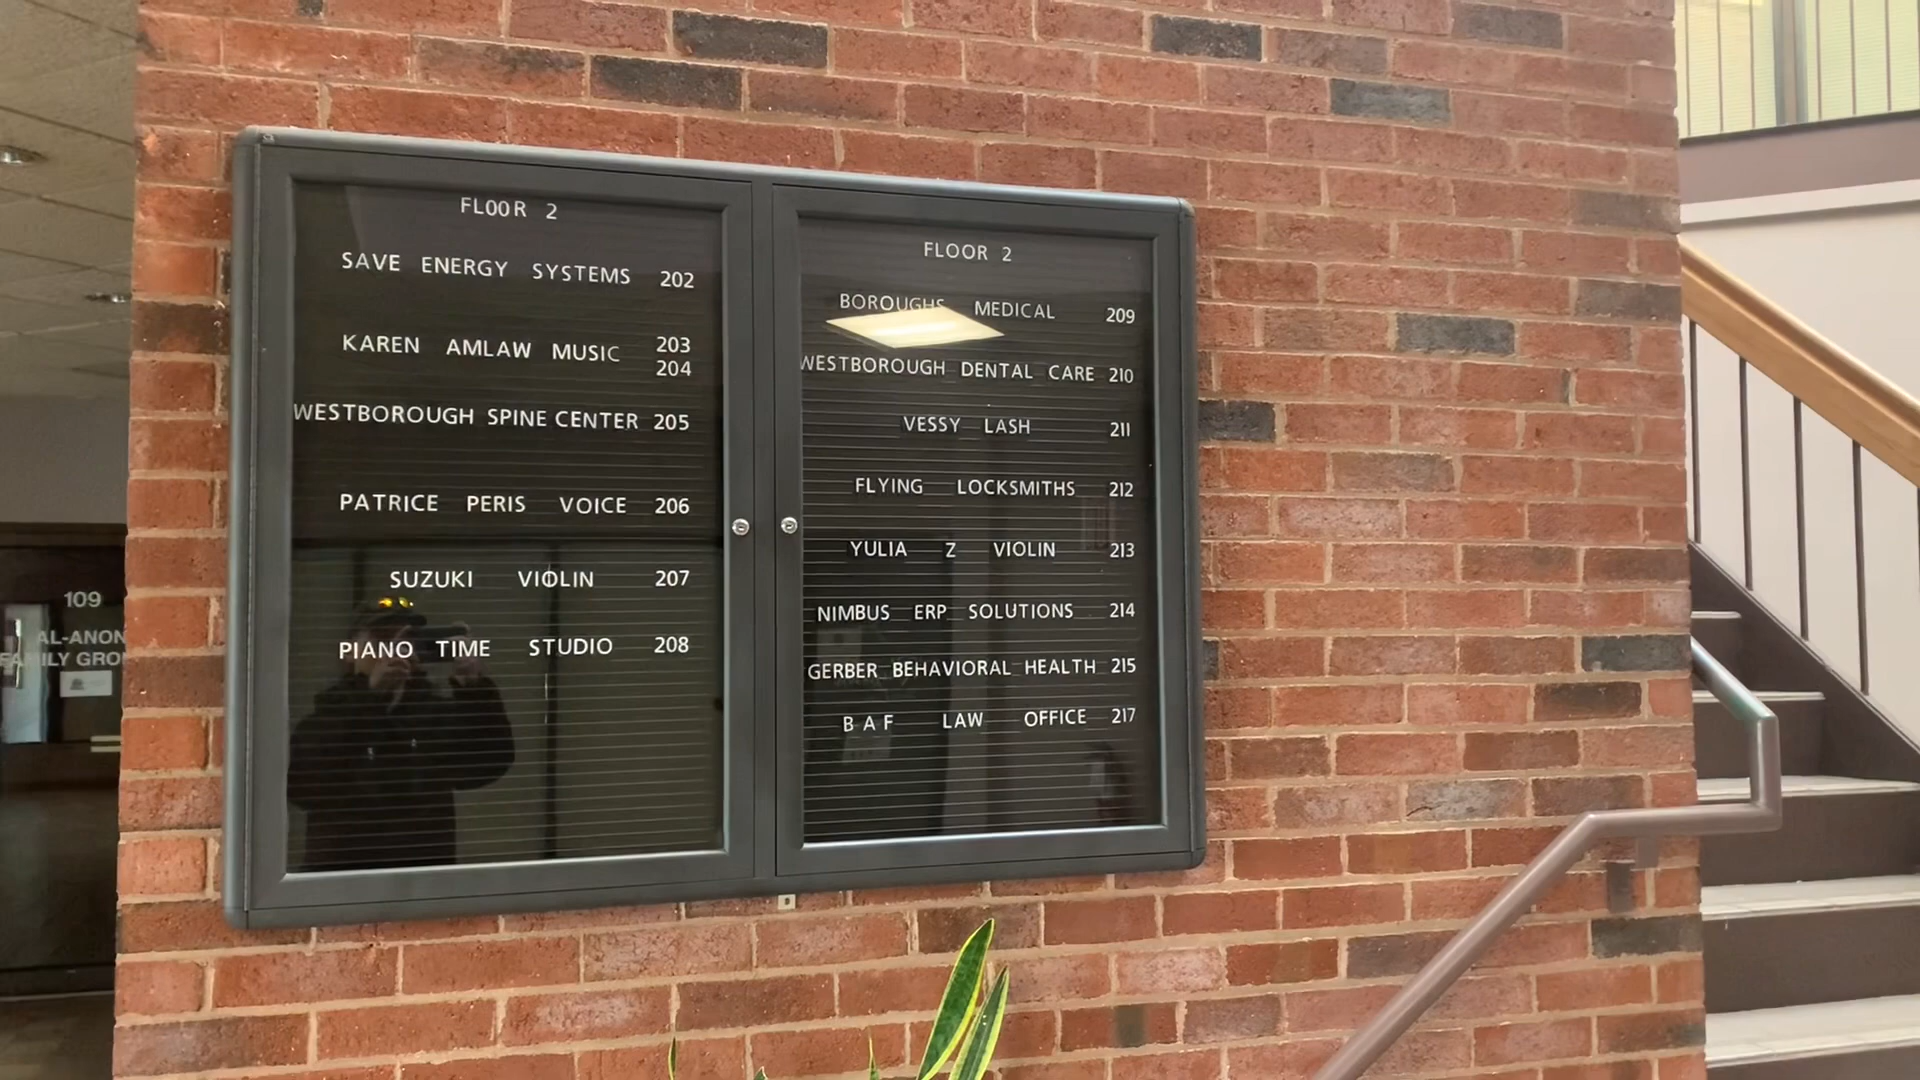 FLOOR 2
SAVE ENERGY SYSTEMS 202
KAREN AMLAW MUSIC 203
204
WESTBOROUGH SPINE CENTER 205
PATRICE PERIS VOICE 206
SUZUKI VIOLIN 207
PIANO TIME STUDIO 208
FLOOR 2
BOROUGHS MEDICAL 209
WESTBOROUGH DENTAL CARE 210
VESSY LASH 211
FLYING LOCKSMITHS 212
YULIA Z VIOLIN 213
NIMBUS ERP SOLUTIONS 214
GERBER BEHAVIORAL HEALTH 215
B A F LAW OFFICE 217
109
AL-ANON
FAMILY GRO